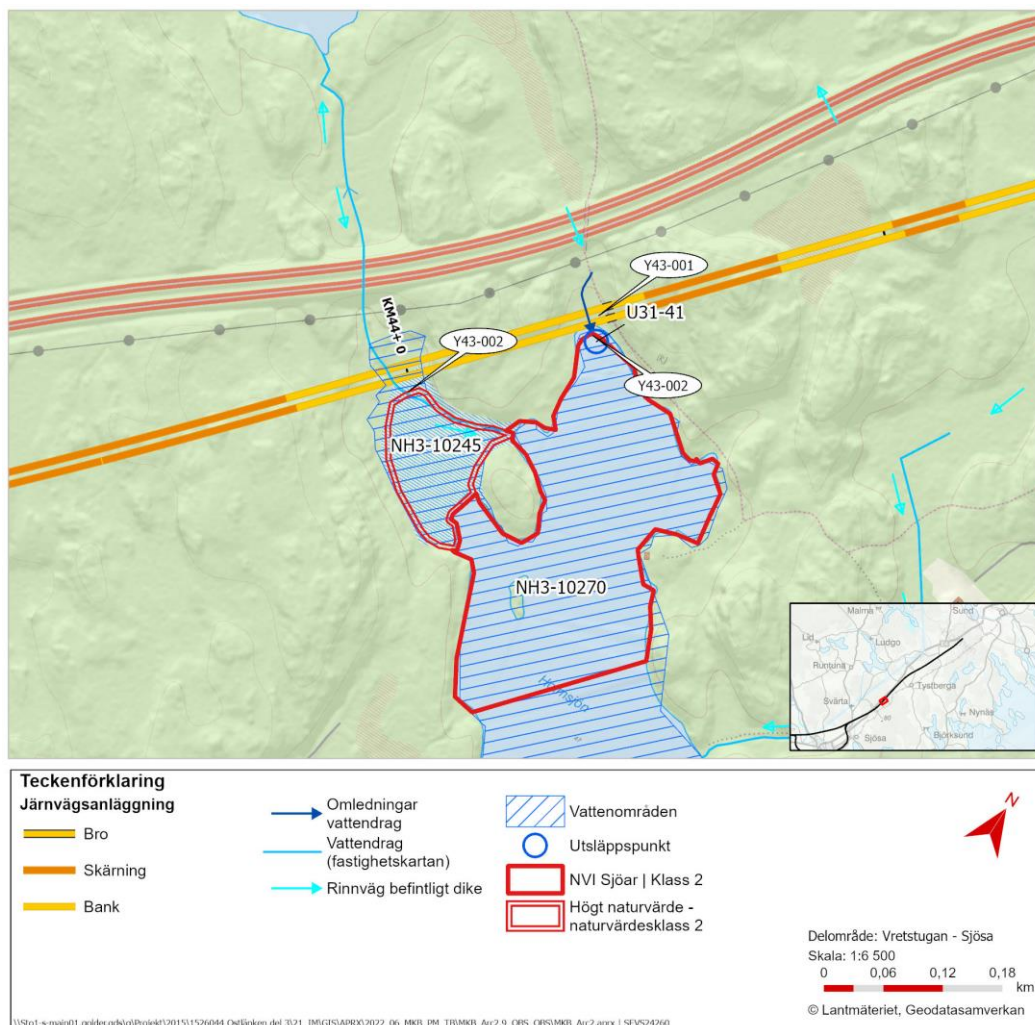 Y43-001
U31-41
KM44+ 0
Y43-002
Y43-002
NH3-10245
NH3-10270
Malma
Sund
Lid
Ludgo
Runtuna
Tystberga
Svärta
Nynäs
Sjösa
Björksund
Teckenförklaring
Järnvägsanläggning
Bro
Skärning
Bank
Omledningar
vattendrag
Vattendrag
(fastighetskartan)
Rinnväg befintligt dike
Vattenområden
Utsläppspunkt
NVI Sjöar | Klass 2
Högt naturvärde -
naturvärdesklass 2
N
Delområde: Vretstugan - Sjösa
Skala: 1:6 500
0 0,06 0,12 0,18
km
© Lantmäteriet, Geodatasamverkan